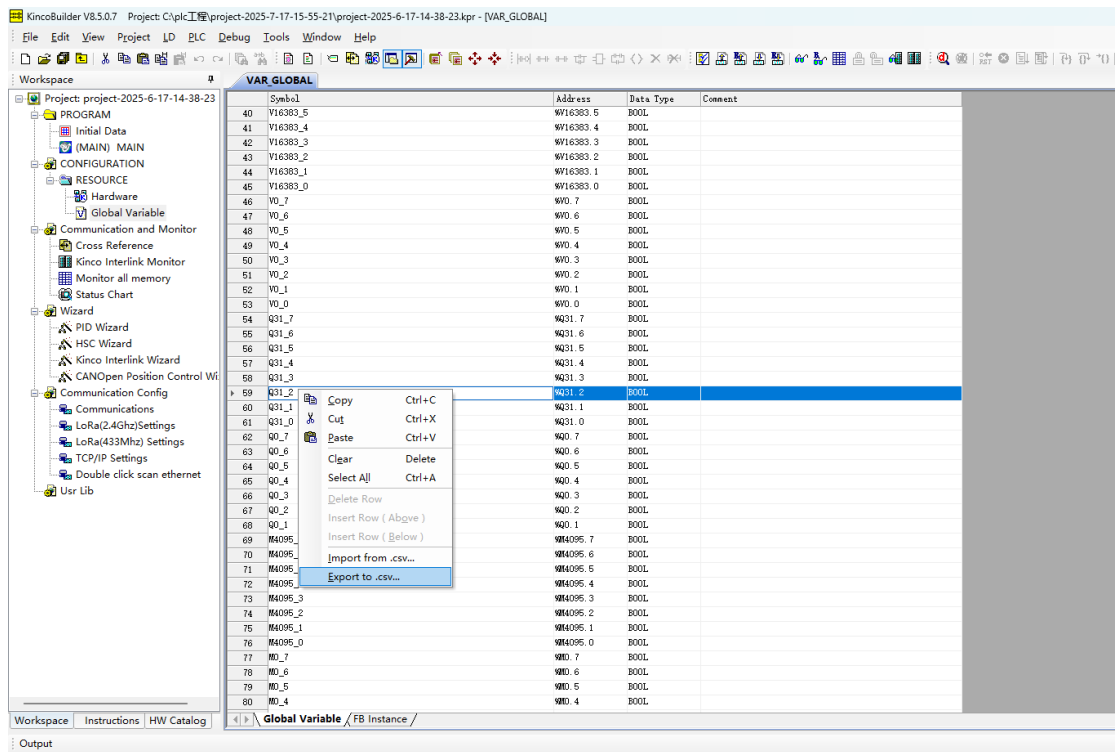 KincoBuilder V8.5.0.7 Project: C:\plc工程\project-2025-7-17-15-55-21\project-2025-6-17-14-38-23.kpr - [VAR_GLOBAL]
File Edit View Project LD PLC Debug Tools Window Help
Workspace
Project: project-2025-6-17-14-38-23
PROGRAM
Initial Data
(MAIN) MAIN
CONFIGURATION
RESOURCE
Hardware
Global Variable
Communication and Monitor
Cross Reference
Kinco Interlink Monitor
Monitor all memory
Status Chart
Wizard
PID Wizard
HSC Wizard
Kinco Interlink Wizard
CANOpen Position Control Wi
Communication Config
Communications
LoRa(2.4Ghz)Settings
LoRa(433Mhz) Settings
TCP/IP Settings
Double click scan ethernet
Usr Lib
Workspace Instructions HW Catalog
VAR_GLOBAL
Symbol Address Data Type Comment
40 V16383_5 %V16383.5 BOOL
41 V16383_4 %V16383.4 BOOL
42 V16383_3 %V16383.3 BOOL
43 V16383_2 %V16383.2 BOOL
44 V16383_1 %V16383.1 BOOL
45 V16383_0 %V16383.0 BOOL
46 V0_7 %V0.7 BOOL
47 V0_6 %V0.6 BOOL
48 V0_5 %V0.5 BOOL
49 V0_4 %V0.4 BOOL
50 V0_3 %V0.3 BOOL
51 V0_2 %V0.2 BOOL
52 V0_1 %V0.1 BOOL
53 V0_0 %V0.0 BOOL
54 Q31_7 %Q31.7 BOOL
55 Q31_6 %Q31.6 BOOL
56 Q31_5 %Q31.5 BOOL
57 Q31_4 %Q31.4 BOOL
58 Q31_3 %Q31.3 BOOL
59 Q31_2 %Q31.2 BOOL
60 Q31_1 %Q31.1 BOOL
61 Q31_0 %Q31.0 BOOL
62 Q0_7 %Q0.7 BOOL
63 Q0_6 %Q0.6 BOOL
64 Q0_5 %Q0.5 BOOL
65 Q0_4 %Q0.4 BOOL
66 Q0_3 %Q0.3 BOOL
67 Q0_2 %Q0.2 BOOL
68 Q0_1 %Q0.1 BOOL
69 M4095_ %M4095.7 BOOL
70 M4095_ %M4095.6 BOOL
71 M4095_ %M4095.5 BOOL
72 M4095_ %M4095.4 BOOL
73 M4095_3 %M4095.3 BOOL
74 M4095_2 %M4095.2 BOOL
75 M4095_1 %M4095.1 BOOL
76 M4095_0 %M4095.0 BOOL
77 M0_7 %M0.7 BOOL
78 M0_6 %M0.6 BOOL
79 M0_5 %M0.5 BOOL
80 M0_4 %M0.4 BOOL
Copy Ctrl+C
Cut Ctrl+X
Paste Ctrl+V
Clear Delete
Select All Ctrl+A
Delete Row
Insert Row ( Above )
Insert Row ( Below )
Import from .csv...
Export to .csv...
Global Variable FB Instance
Output